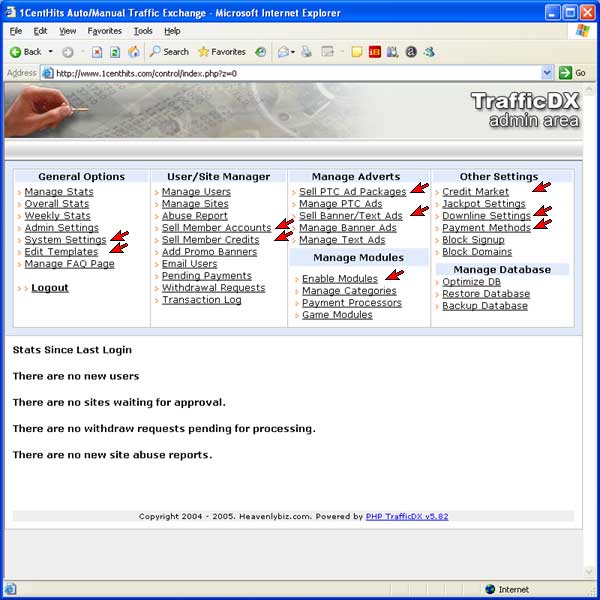 1CentHits Auto/Manual Traffic Exchange - Microsoft Internet Explorer
File Edit View Favorites Tools Help
Back Search Favorites
Address http://www.1centhits.com/control/index.php?z=0 Go
TrafficDX
admin area
General Options
Manage Stats
Overall Stats
Weekly Stats
Admin Settings
System Settings
Edit Templates
Manage FAQ Page
Logout
User/Site Manager
Manage Users
Manage Sites
Abuse Report
Sell Member Accounts
Sell Member Credits
Add Promo Banners
Email Users
Pending Payments
Withdrawal Requests
Transaction Log
Manage Adverts
Sell PTC Ad Packages
Manage PTC Ads
Sell Banner/Text Ads
Manage Banner Ads
Manage Text Ads
Manage Modules
Enable Modules
Manage Categories
Payment Processors
Game Modules
Other Settings
Credit Market
Jackpot Settings
Downline Settings
Payment Methods
Block Signup
Block Domains
Manage Database
Optimize DB
Restore Database
Backup Database
Stats Since Last Login
There are no new users
There are no sites waiting for approval.
There are no withdraw requests pending for processing.
There are no new site abuse reports.
Copyright 2004 - 2005. Heavenlybiz.com. Powered by PHP TrafficDX v5.82
Internet